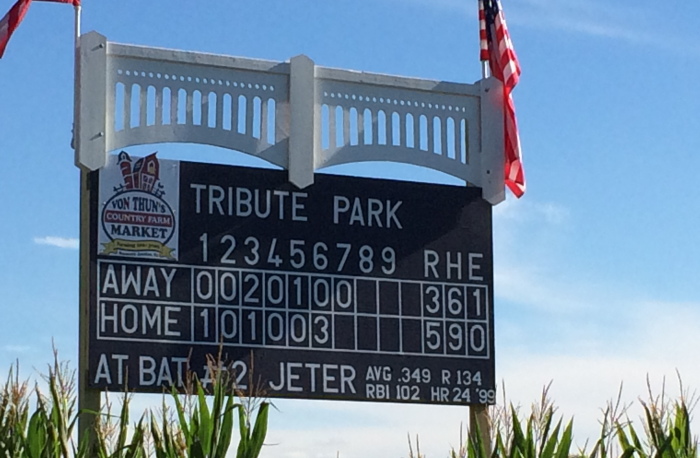 VON THUN'S
COUNTRY FARM
MARKET
TRIBUTE PARK
1 2 3 4 5 6 7 8 9 R H E
AWAY 0 0 2 0 1 0 0 3 6 1
HOME 1 0 1 0 0 3 5 9 0
AT BAT #2 JETER AVG .349 R 134
RBI 102 HR 24 '99